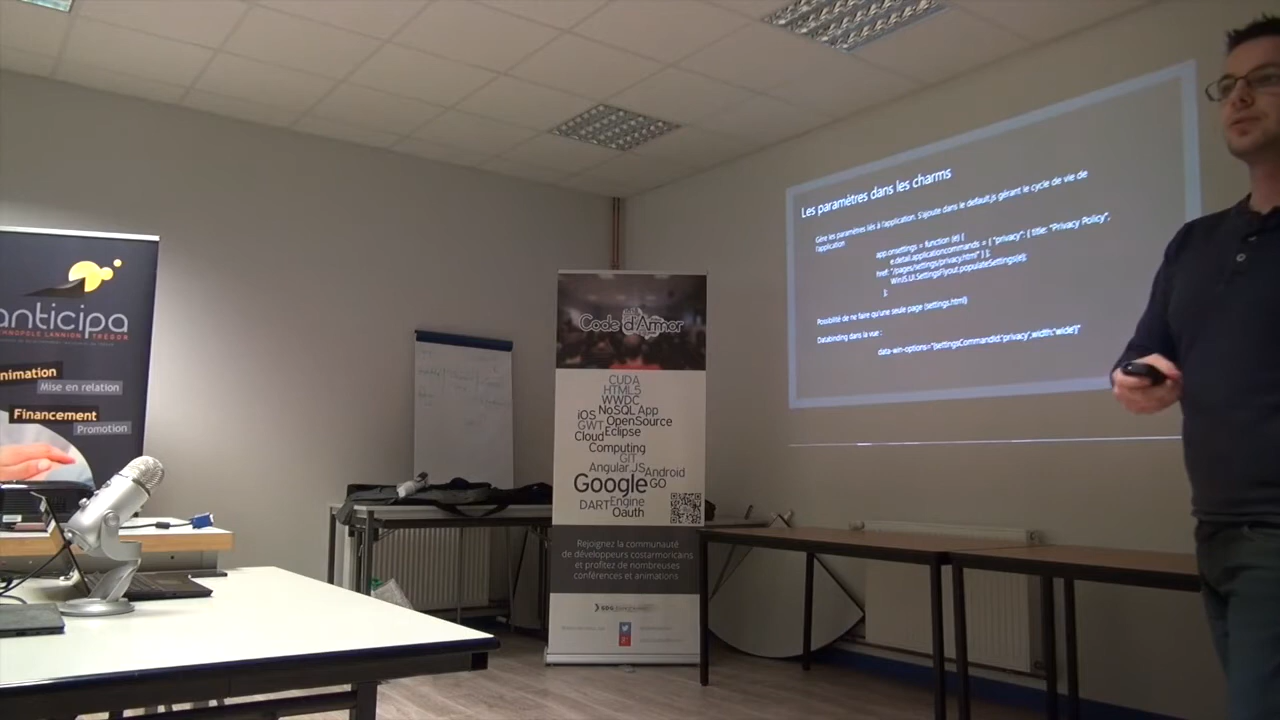 anticipa
TECHNOPÔLE LANNION TRÉGOR
Animation
Mise en relation
Financement
Promotion
Code d'Armor
CUDA
HTML5
WWDC
iOS NoSQL App
GWT OpenSource
Cloud Eclipse
Computing
GIT
Angular JS Android
Google GO
DART Engine
Oauth
Rejoignez la communauté
de développeurs costarmoricains
et profitez de nombreuses
conférences et animations
Les paramètres dans les charms
Gère les paramètres liés à l'application. S'ajoute dans le default.js gérant le cycle de vie de
l'application
app.onsettings = function (e) {
e.detail.applicationcommands = { "privacy": { title: "Privacy Policy",
href: "/pages/settings/privacy.html" } };
WinJS.UI.SettingsFlyout.populateSettings(e);
};
Possibilité de ne faire qu'une seule page (settings.html)
Databinding dans la vue :
data-win-options="{settingsCommandId:'privacy',width:'wide'}"